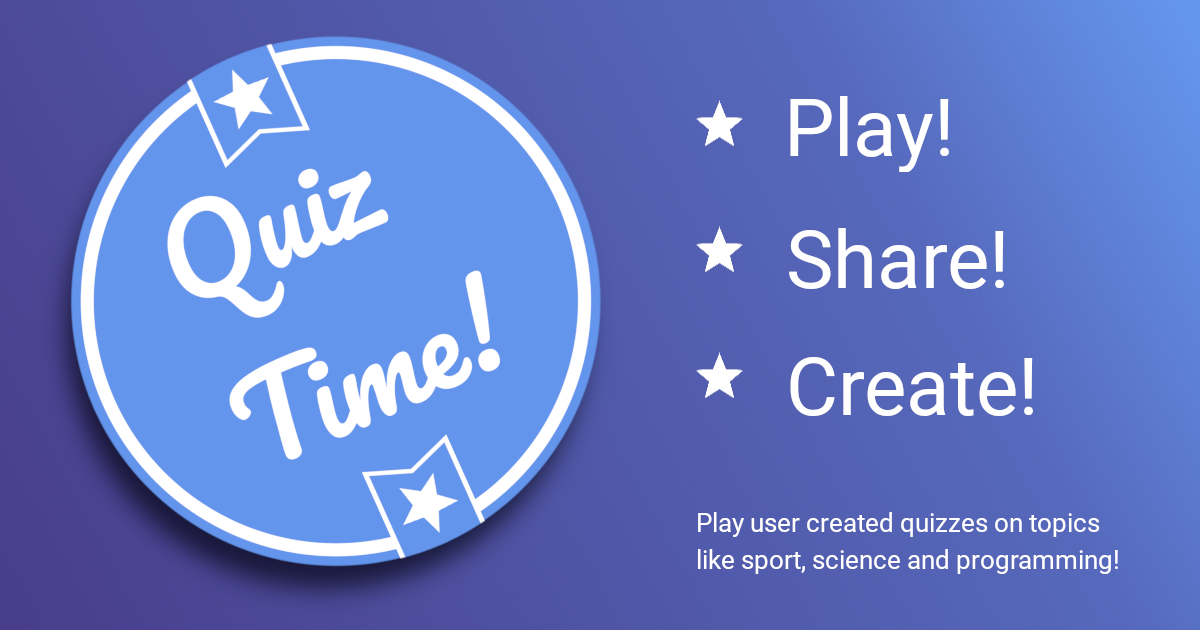 Quiz
Time!
Play!
Share!
Create!
Play user created quizzes on topics
like sport, science and programming!